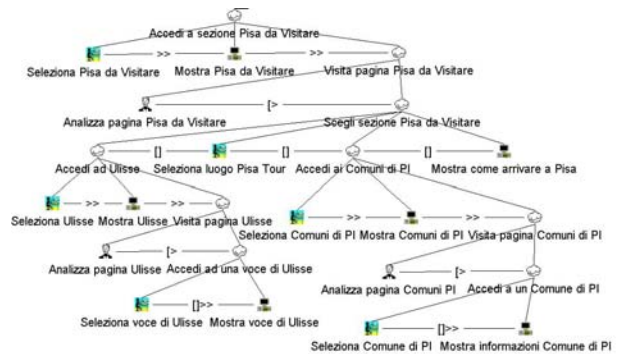 Accedi a sezione Pisa da Visitare
>> >>
Seleziona Pisa da Visitare Mostra Pisa da Visitare Visita pagina Pisa da Visitare
[>
Analizza pagina Pisa da Visitare Scegli sezione Pisa da Visitare
[] [] []
Accedi ad Ulisse Seleziona luogo Pisa Tour Accedi ai Comuni di PI Mostra come arrivare a Pisa
>> >> >> >>
Seleziona Ulisse Mostra Ulisse Visita pagina Ulisse Seleziona Comuni di PI Mostra Comuni di PI Visita pagina Comuni di PI
[> [>
Analizza pagina Ulisse Accedi ad una voce di Ulisse Analizza pagina Comuni PI Accedi a un Comune di PI
[]>> []>>
Seleziona voce di Ulisse Mostra voce di Ulisse Seleziona Comune di PI Mostra informazioni Comune di PI